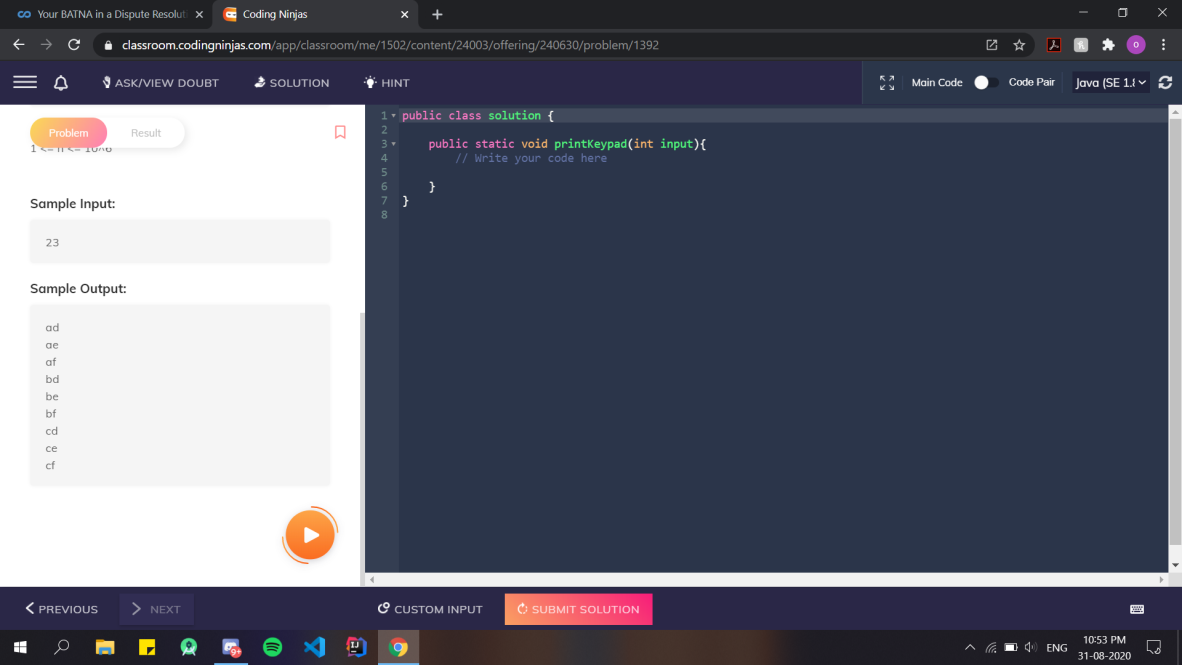 Your BATNA in a Dispute Resoluti
Coding Ninjas
classroom.codingninjas.com/app/classroom/me/1502/content/24003/offering/240630/problem/1392
ASK/VIEW DOUBT
SOLUTION
HINT
Main Code
Code Pair
Java (SE 1.8
Problem
Result
1 <= n <= 10^6
Sample Input:
23
Sample Output:
ad
ae
af
bd
be
bf
cd
ce
cf
1 public class solution {
2
3 public static void printKeypad(int input){
4 // Write your code here
5
6 }
7 }
8
PREVIOUS
NEXT
CUSTOM INPUT
SUBMIT SOLUTION
9+
ENG
10:53 PM
31-08-2020